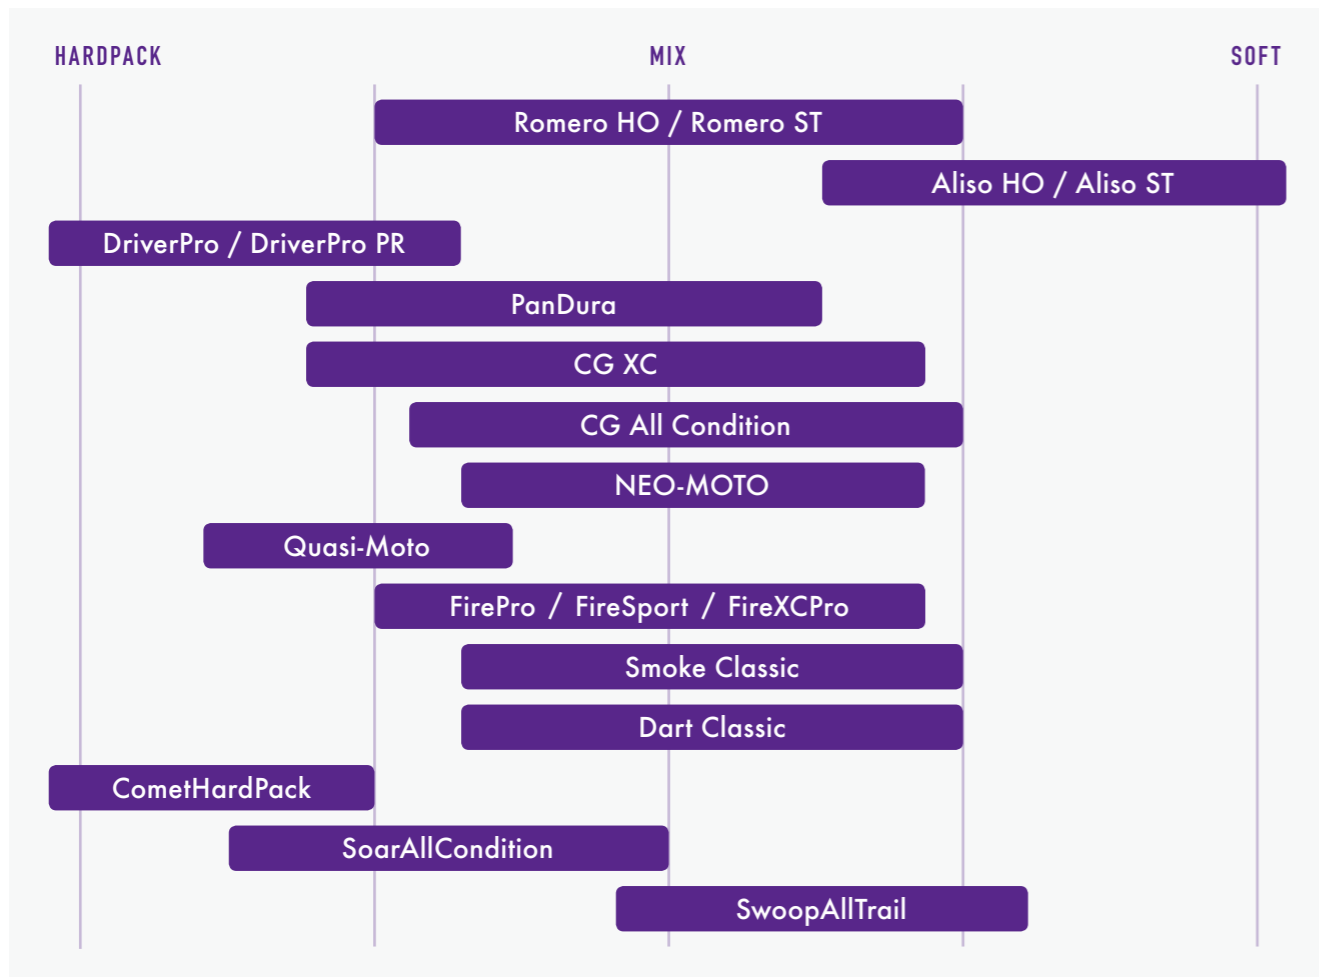 HARDPACK MIX SOFT
Romero HO / Romero ST
Aliso HO / Aliso ST
DriverPro / DriverPro PR
PanDura
CG XC
CG All Condition
NEO-MOTO
Quasi-Moto
FirePro / FireSport / FireXCPro
Smoke Classic
Dart Classic
CometHardPack
SoarAllCondition
SwoopAllTrail